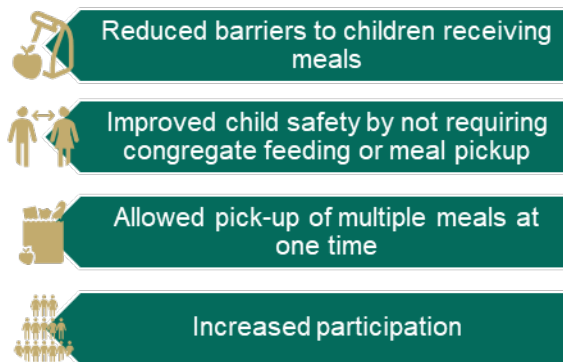 Reduced barriers to children receiving
meals
Improved child safety by not requiring
congregate feeding or meal pickup
Allowed pick-up of multiple meals at
one time
Increased participation